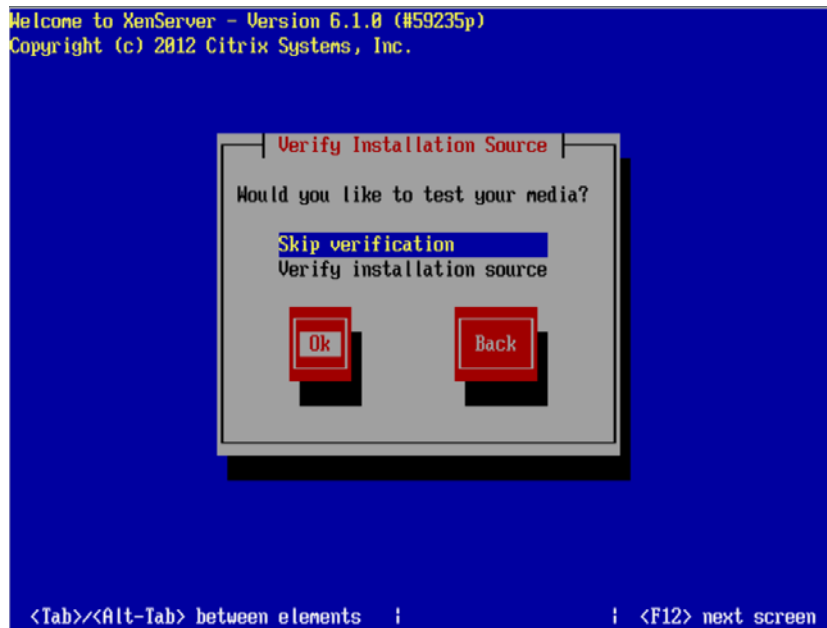 Welcome to XenServer - Version 6.1.0 (#59235p)
Copyright (c) 2012 Citrix Systems, Inc.
Verify Installation Source
Would you like to test your media?
Skip verification
Verify installation source
Ok Back
<Tab>/<Alt-Tab> between elements | | <F12> next screen